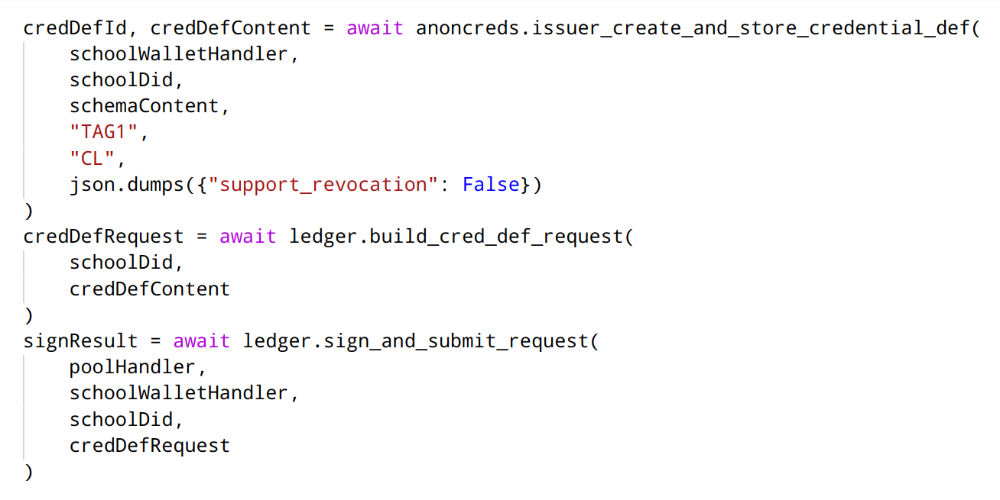 credDefId, credDefContent = await anoncreds.issuer_create_and_store_credential_def(
    schoolWalletHandler,
    schoolDid,
    schemaContent,
    "TAG1",
    "CL",
    json.dumps({"support_revocation": False})
)
credDefRequest = await ledger.build_cred_def_request(
    schoolDid,
    credDefContent
)
signResult = await ledger.sign_and_submit_request(
    poolHandler,
    schoolWalletHandler,
    schoolDid,
    credDefRequest
)